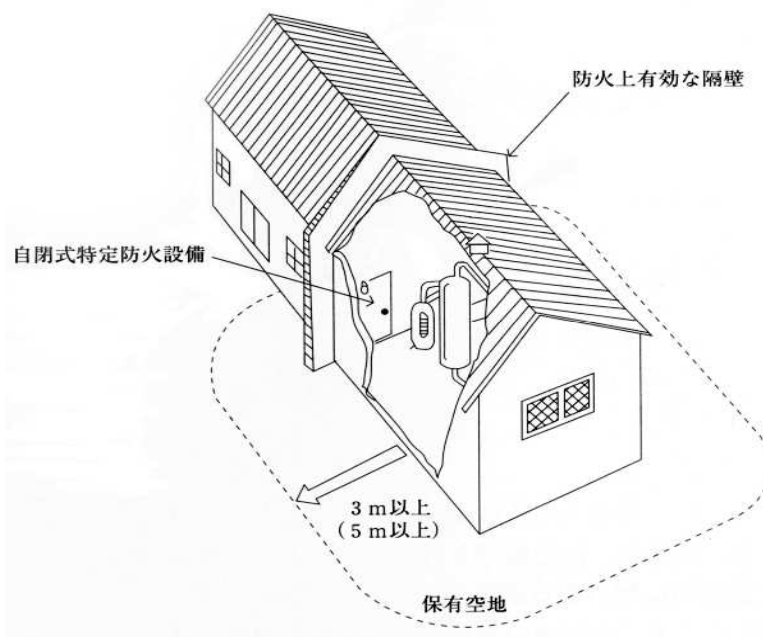 防火上有効な隔壁
自閉式特定防火設備
3m以上
(5m以上)
保有空地